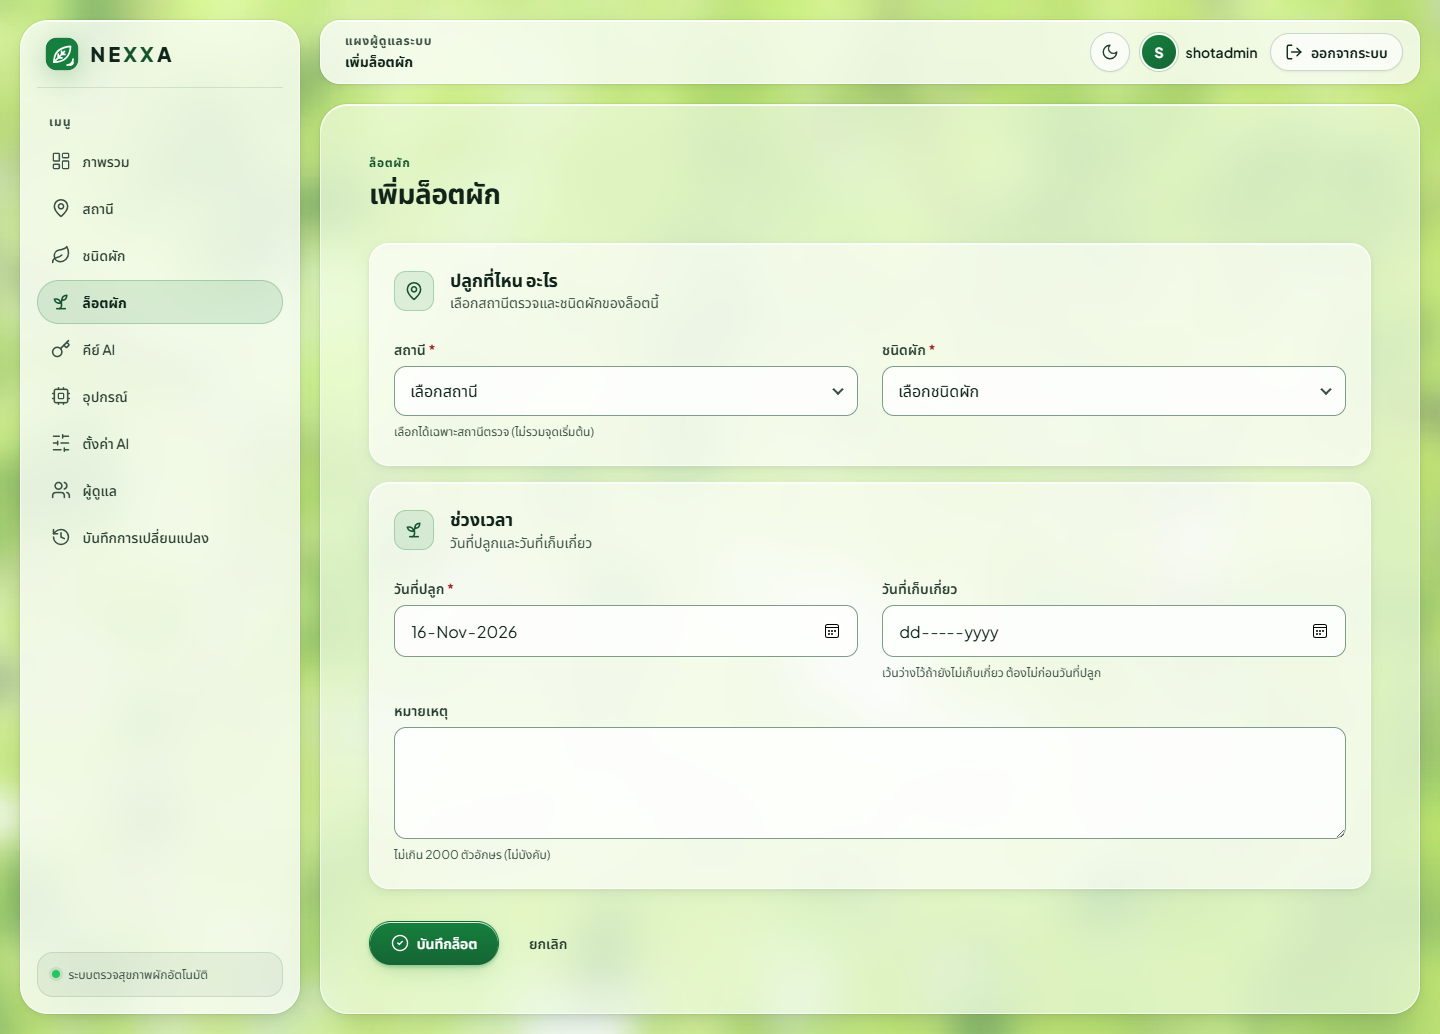 NEXXA
เมนู
ภาพรวม
สถานี
ชนิดผัก
ล็อตผัก
คีย์ AI
อุปกรณ์
ตั้งค่า AI
ผู้ดูแล
บันทึกการเปลี่ยนแปลง
ระบบตรวจสุขภาพผักอัตโนมัติ
แผงผู้ดูแลระบบ
เพิ่มล็อตผัก
S shotadmin ออกจากระบบ
ล็อตผัก
เพิ่มล็อตผัก
ปลูกที่ไหน อะไร
เลือกสถานีตรวจและชนิดผักของล็อตนี้
สถานี * ชนิดผัก *
เลือกสถานี เลือกชนิดผัก
เลือกได้เฉพาะสถานีตรวจ (ไม่รวมจุดเริ่มต้น)
ช่วงเวลา
วันที่ปลูกและวันที่เก็บเกี่ยว
วันที่ปลูก * วันที่เก็บเกี่ยว
16-Nov-2026 dd-----yyyy
เว้นว่างไว้ถ้ายังไม่เก็บเกี่ยว ต้องไม่ก่อนวันที่ปลูก
หมายเหตุ
ไม่เกิน 2000 ตัวอักษร (ไม่บังคับ)
บันทึกล็อต ยกเลิก